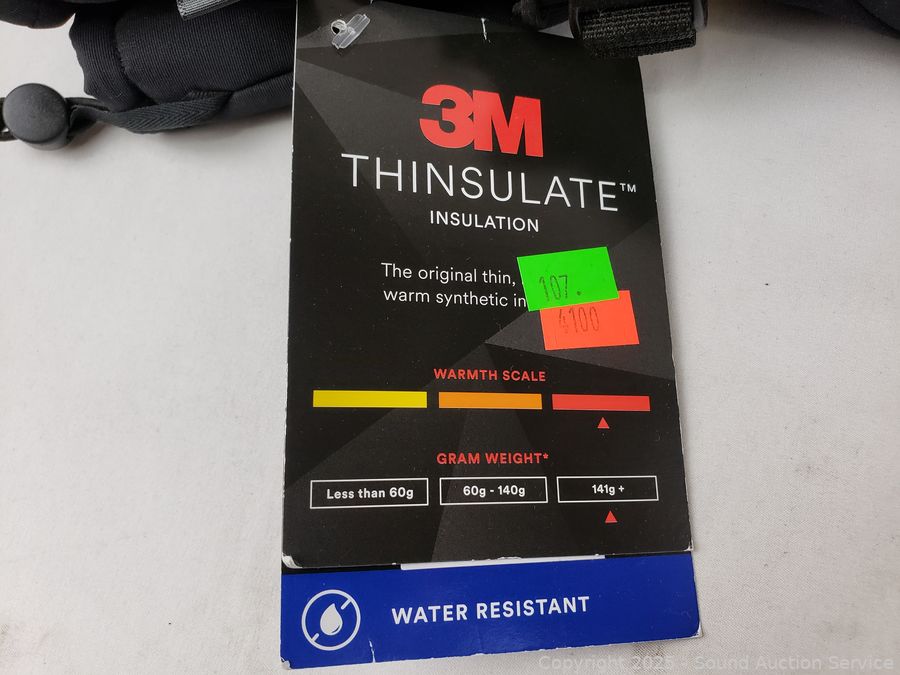 3M
THINSULATE™
INSULATION
The original thin,
warm synthetic in
107.
4100
WARMTH SCALE
GRAM WEIGHT*
Less than 60g
60g - 140g
141g +
WATER RESISTANT
Copyright 2025 - Sound Auction Service